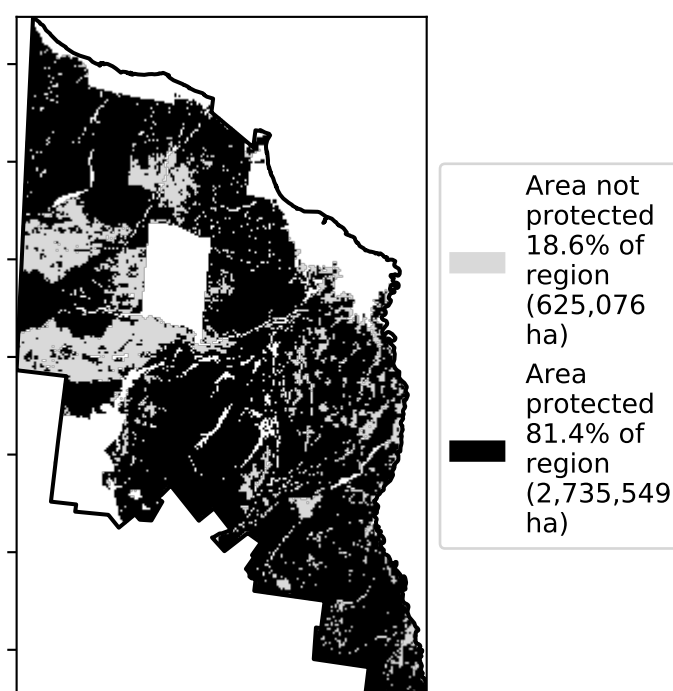 Area not
protected
18.6% of
region
(625,076
ha)
Area
protected
81.4% of
region
(2,735,549
ha)